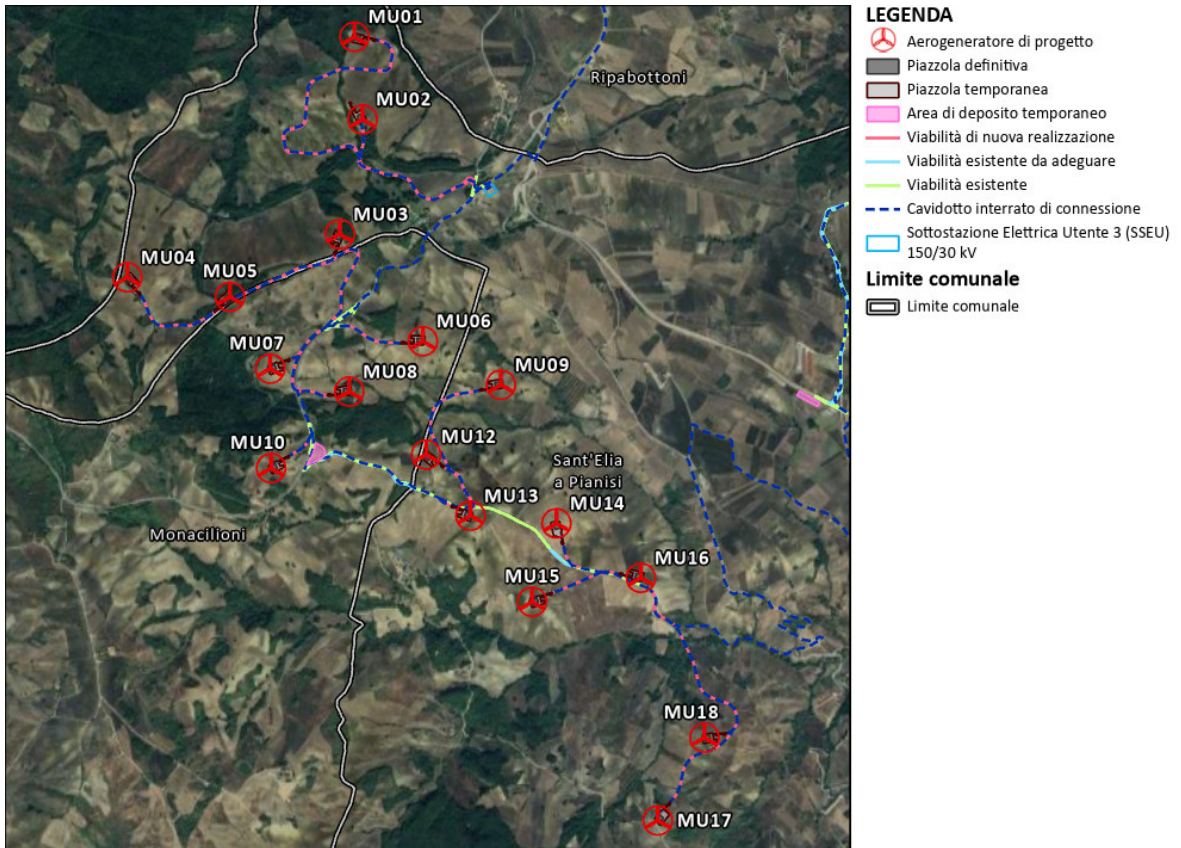 MU01
Ripabottoni
MU02
MU03
MU04
MU05
MU06
MU07
MU08
MU09
MU10
MU12
Sant'Elia
a Pianisi
MU13
MU14
Monacilioni
MU16
MU15
MU18
MU17
LEGENDA
Aerogeneratore di progetto
Piazzola definitiva
Piazzola temporanea
Area di deposito temporaneo
Viabilità di nuova realizzazione
Viabilità esistente da adeguare
Viabilità esistente
Cavidotto interrato di connessione
Sottostazione Elettrica Utente 3 (SSEU)
150/30 kV
Limite comunale
Limite comunale